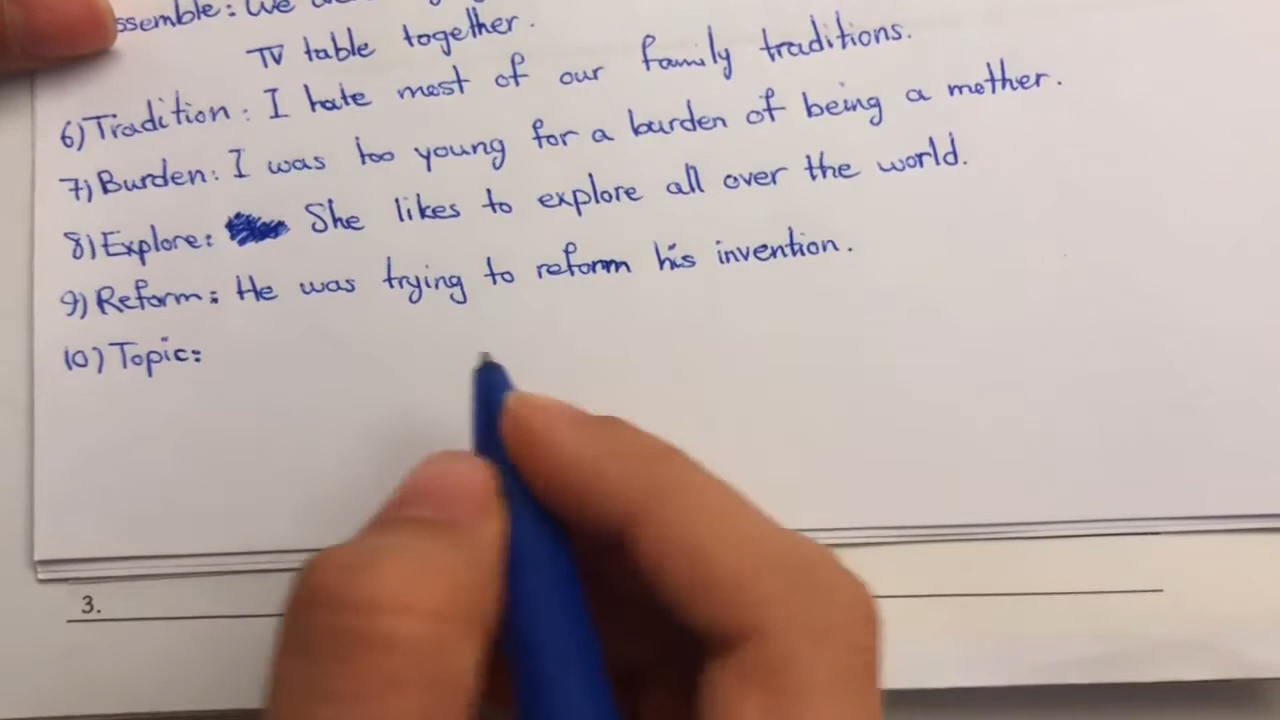 ssemble: We
TV table together.
6) Tradition: I hate most of our family traditions.
7) Burden: I was too young for a burden of being a mother.
8) Explore: She likes to explore all over the world.
9) Reform: He was trying to reform his invention.
10) Topic:
3.